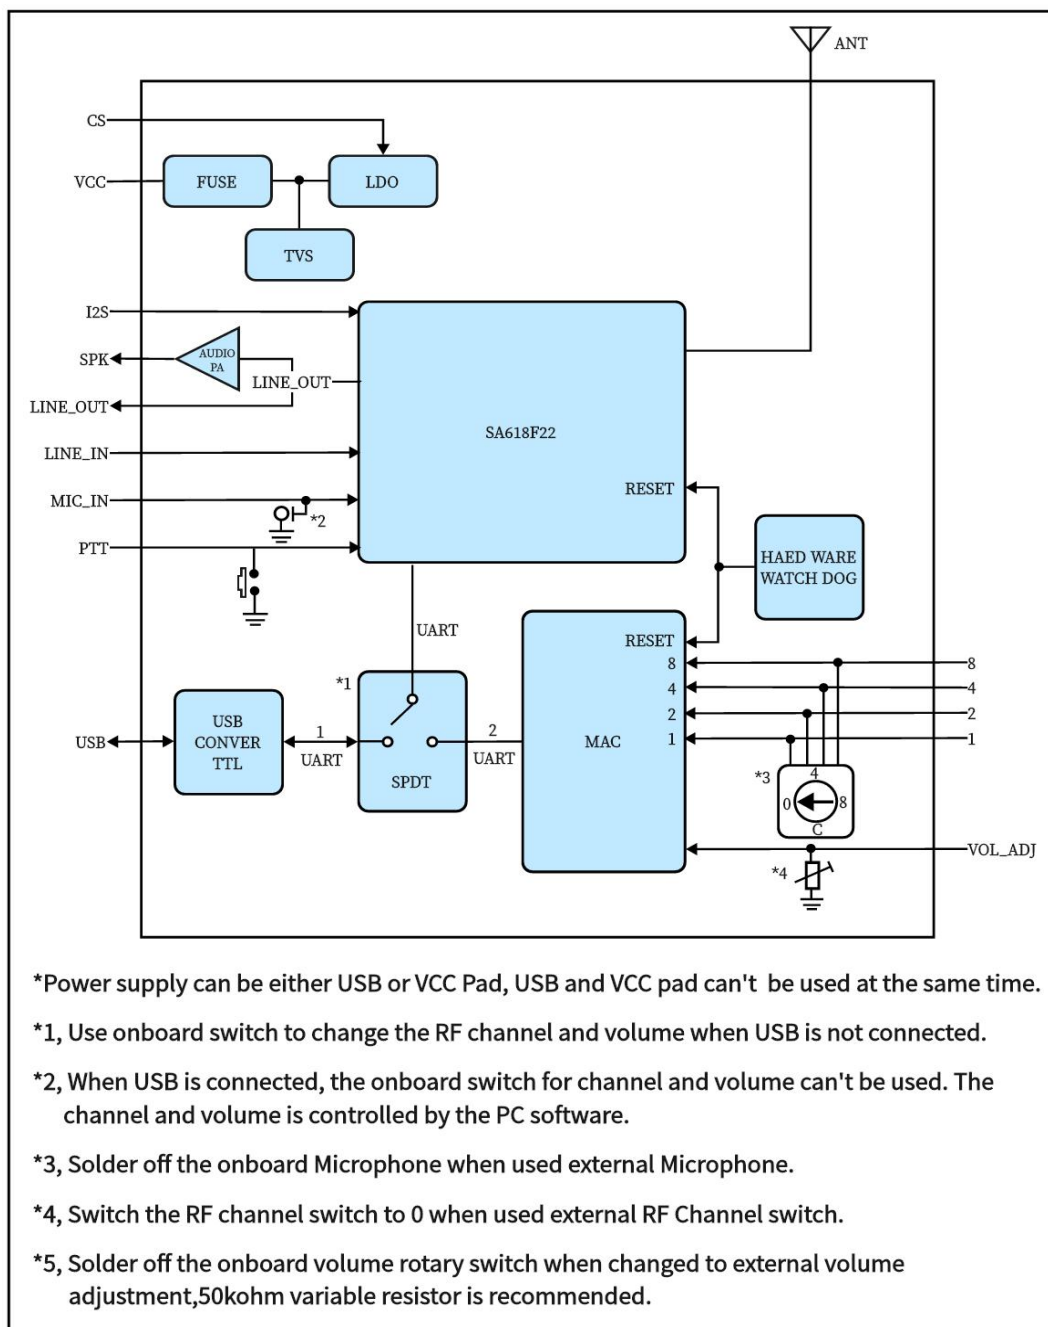 ANT
CS
VCC
FUSE
LDO
TVS
I2S
SPK
AUDIO
PA
LINE_OUT
LINE_OUT
SA618F22
LINE_IN
MIC_IN
*2
RESET
PTT
HAED WARE
WATCH DOG
UART
RESET
8
8
4
4
2
2
1
1
*1
USB
USB
CONVER
TTL
1
UART
SPDT
2
UART
MAC
*3
4
0
8
C
VOL_ADJ
*4
*Power supply can be either USB or VCC Pad, USB and VCC pad can't be used at the same time.
*1, Use onboard switch to change the RF channel and volume when USB is not connected.
*2, When USB is connected, the onboard switch for channel and volume can't be used. The
channel and volume is controlled by the PC software.
*3, Solder off the onboard Microphone when used external Microphone.
*4, Switch the RF channel switch to 0 when used external RF Channel switch.
*5, Solder off the onboard volume rotary switch when changed to external volume
adjustment,50kohm variable resistor is recommended.